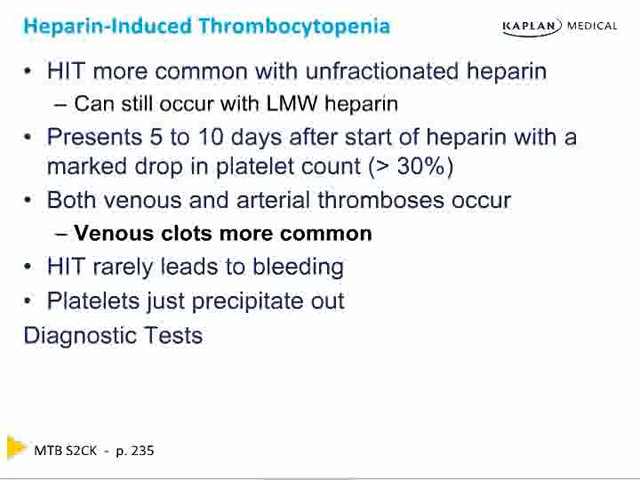 Heparin-Induced Thrombocytopenia
KAPLAN MEDICAL
• HIT more common with unfractionated heparin
– Can still occur with LMW heparin
• Presents 5 to 10 days after start of heparin with a
marked drop in platelet count (> 30%)
• Both venous and arterial thromboses occur
– Venous clots more common
• HIT rarely leads to bleeding
• Platelets just precipitate out
Diagnostic Tests
MTB S2CK - p. 235